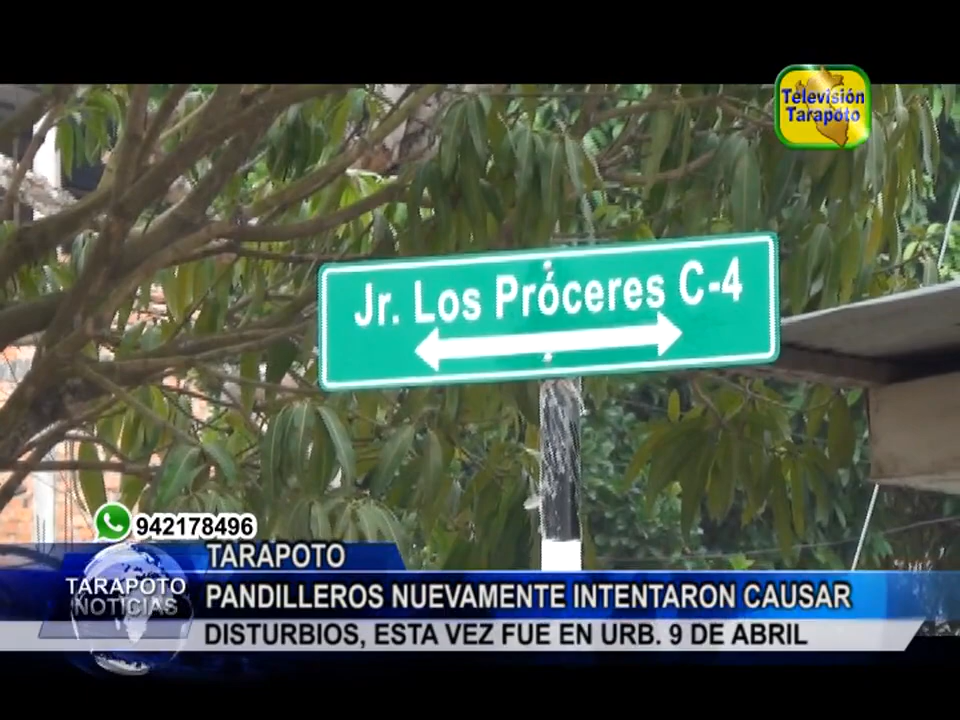 Televisión
Tarapoto
Jr. Los Próceres C-4
942178496
TARAPOTO
TARAPOTO
NOTICIAS
PANDILLEROS NUEVAMENTE INTENTARON CAUSAR
DISTURBIOS, ESTA VEZ FUE EN URB. 9 DE ABRIL